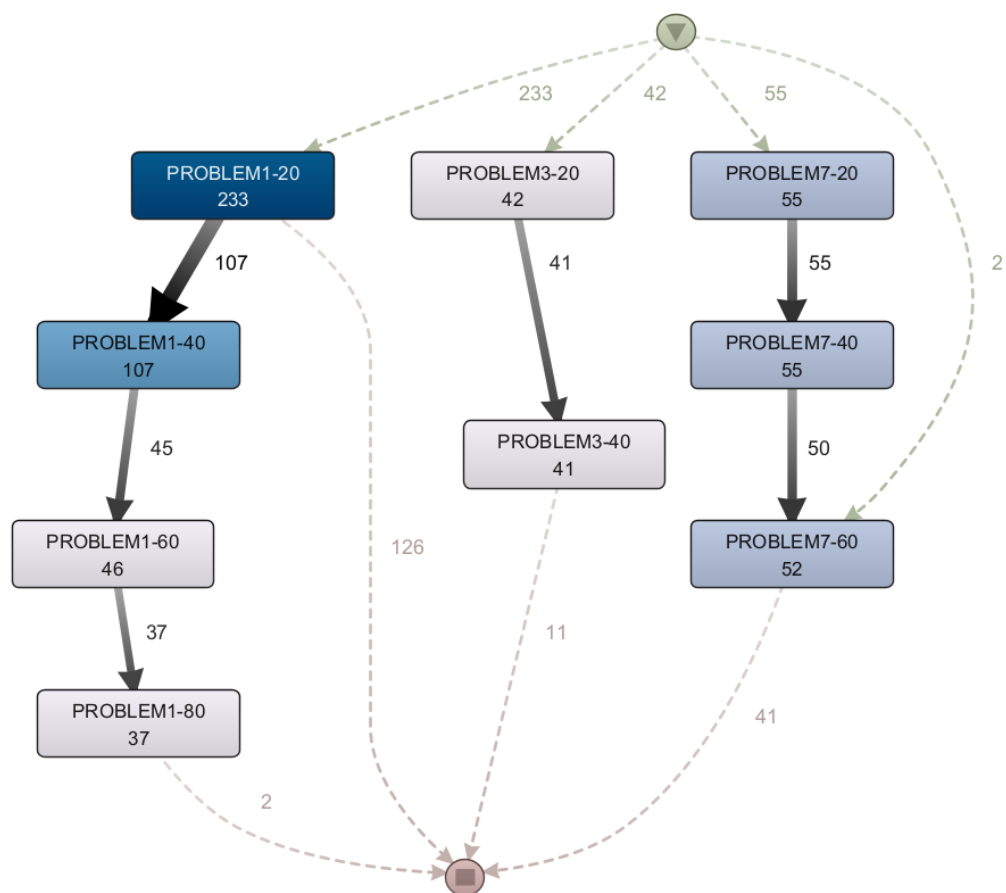 233
42
55
PROBLEM1-20
233
PROBLEM3-20
42
PROBLEM7-20
55
107
41
55
2
PROBLEM1-40
107
PROBLEM7-40
55
45
PROBLEM3-40
41
50
PROBLEM1-60
46
126
PROBLEM7-60
52
37
11
PROBLEM1-80
37
41
2